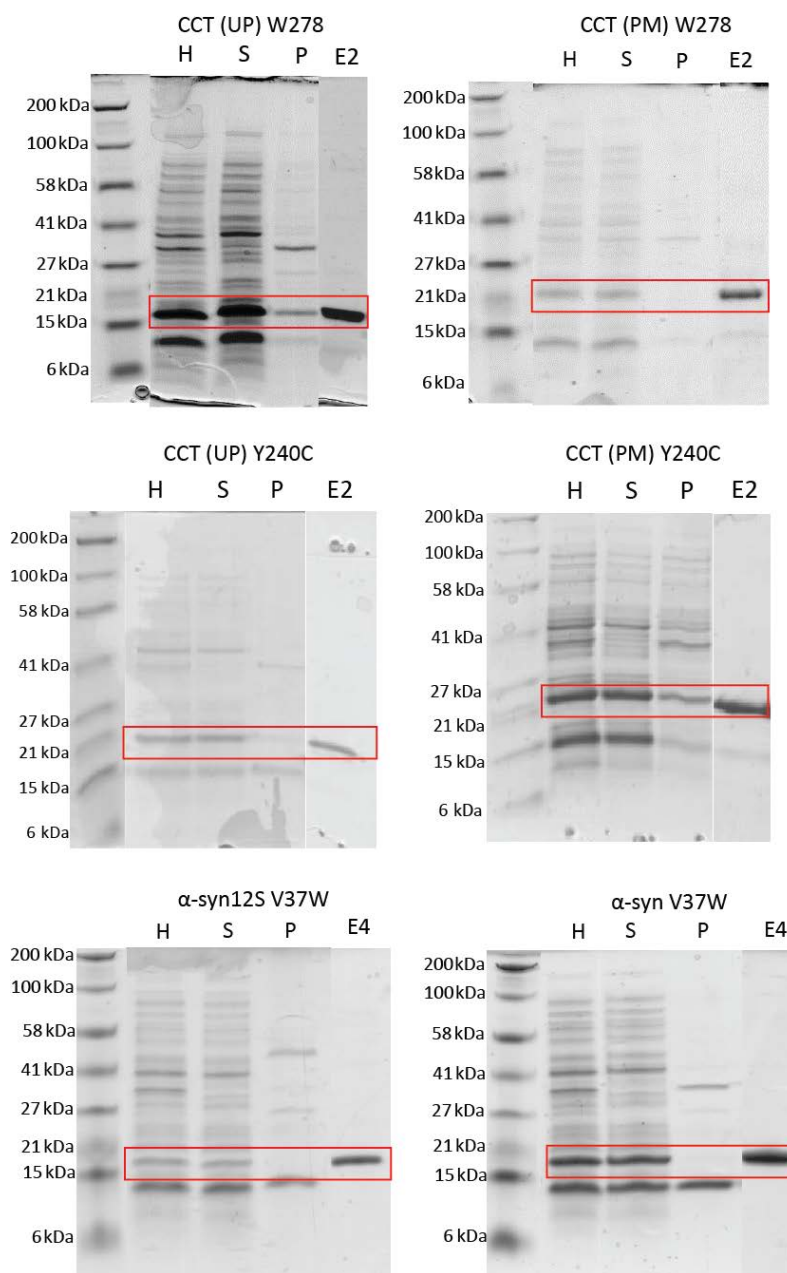 CCT (UP) W278
H S P E2
200 kDa
100 kDa
58 kDa
41 kDa
27 kDa
21 kDa
15 kDa
6 kDa
CCT (PM) W278
H S P E2
200 kDa
100 kDa
58 kDa
41 kDa
27 kDa
21 kDa
15 kDa
6 kDa
CCT (UP) Y240C
H S P E2
200 kDa
100 kDa
58 kDa
41 kDa
27 kDa
21 kDa
15 kDa
6 kDa
CCT (PM) Y240C
H S P E2
200 kDa
100 kDa
58 kDa
41 kDa
27 kDa
21 kDa
15 kDa
6 kDa
α-syn12S V37W
H S P E4
200 kDa
100 kDa
58 kDa
41 kDa
27 kDa
21 kDa
15 kDa
6 kDa
α-syn V37W
H S P E4
200 kDa
100 kDa
58 kDa
41 kDa
27 kDa
21 kDa
15 kDa
6 kDa